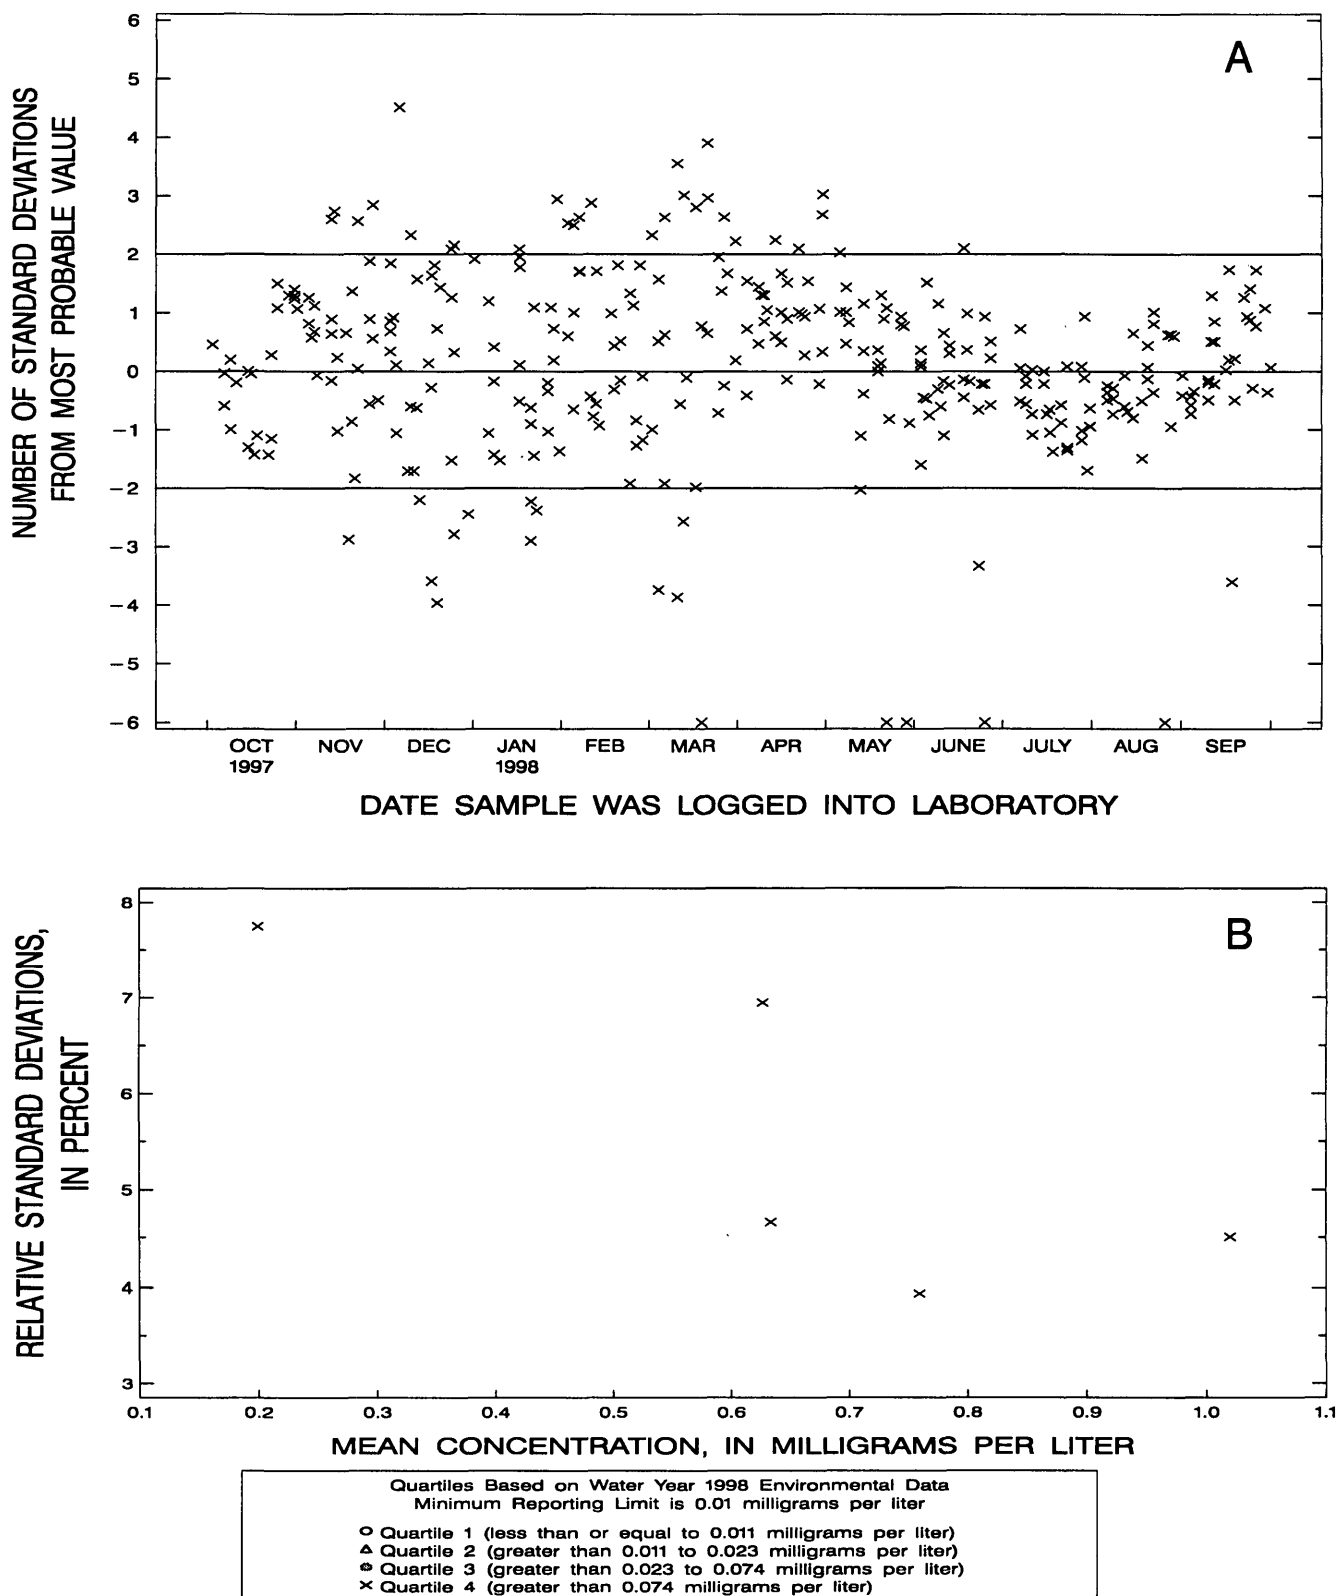 A
NUMBER OF STANDARD DEVIATIONS
FROM MOST PROBABLE VALUE
6
5
4
3
2
1
0
−1
−2
−3
−4
−5
−6
OCT NOV DEC JAN FEB MAR APR MAY JUNE JULY AUG SEP
1997 1998
DATE SAMPLE WAS LOGGED INTO LABORATORY
B
RELATIVE STANDARD DEVIATIONS,
IN PERCENT
8
7
6
5
4
3
0.1 0.2 0.3 0.4 0.5 0.6 0.7 0.8 0.9 1.0 1.1
MEAN CONCENTRATION, IN MILLIGRAMS PER LITER
Quartiles Based on Water Year 1998 Environmental Data
Minimum Reporting Limit is 0.01 milligrams per liter
Quartile 1 (less than or equal to 0.011 milligrams per liter)
Quartile 2 (greater than 0.011 to 0.023 milligrams per liter)
Quartile 3 (greater than 0.023 to 0.074 milligrams per liter)
Quartile 4 (greater than 0.074 milligrams per liter)